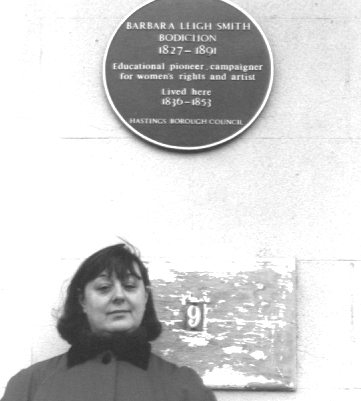 BARBARA LEIGH SMITH
BODICHON
1827–1891
Educational pioneer, campaigner
for women's rights and artist
Lived here
1836–1853
HASTINGS BOROUGH COUNCIL
9